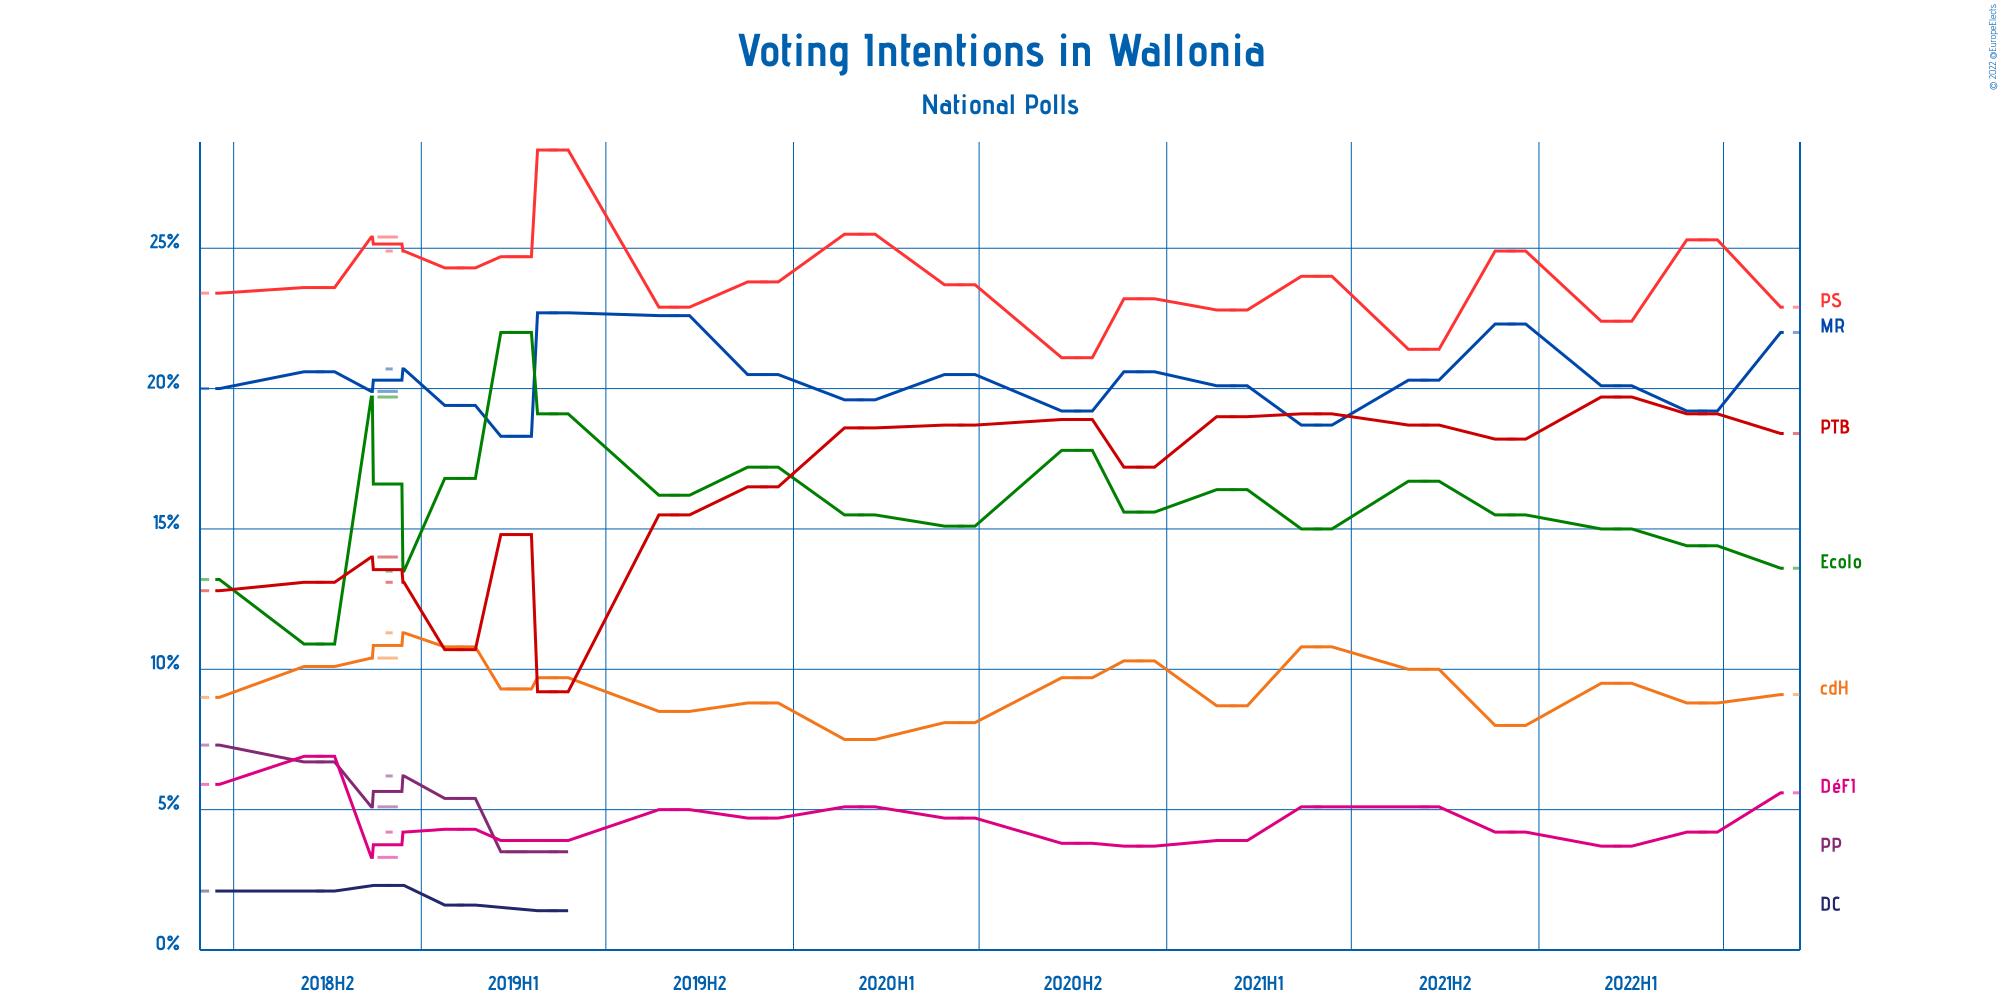 Voting Intentions in Wallonia
National Polls
© 2022 @EuropeElects
25%
20%
15%
10%
5%
0%
PS
MR
PTB
Ecolo
cdH
DéFI
PP
DC
2018H2
2019H1
2019H2
2020H1
2020H2
2021H1
2021H2
2022H1